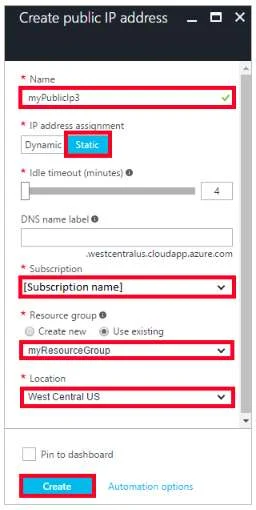 Create public IP address
* Name
myPublicIp3
* IP address assignment
Dynamic Static
* Idle timeout (minutes)
4
DNS name label
.westcentralus.cloudapp.azure.com
* Subscription
[Subscription name]
* Resource group
Create new Use existing
myResourceGroup
* Location
West Central US
Pin to dashboard
Create Automation options